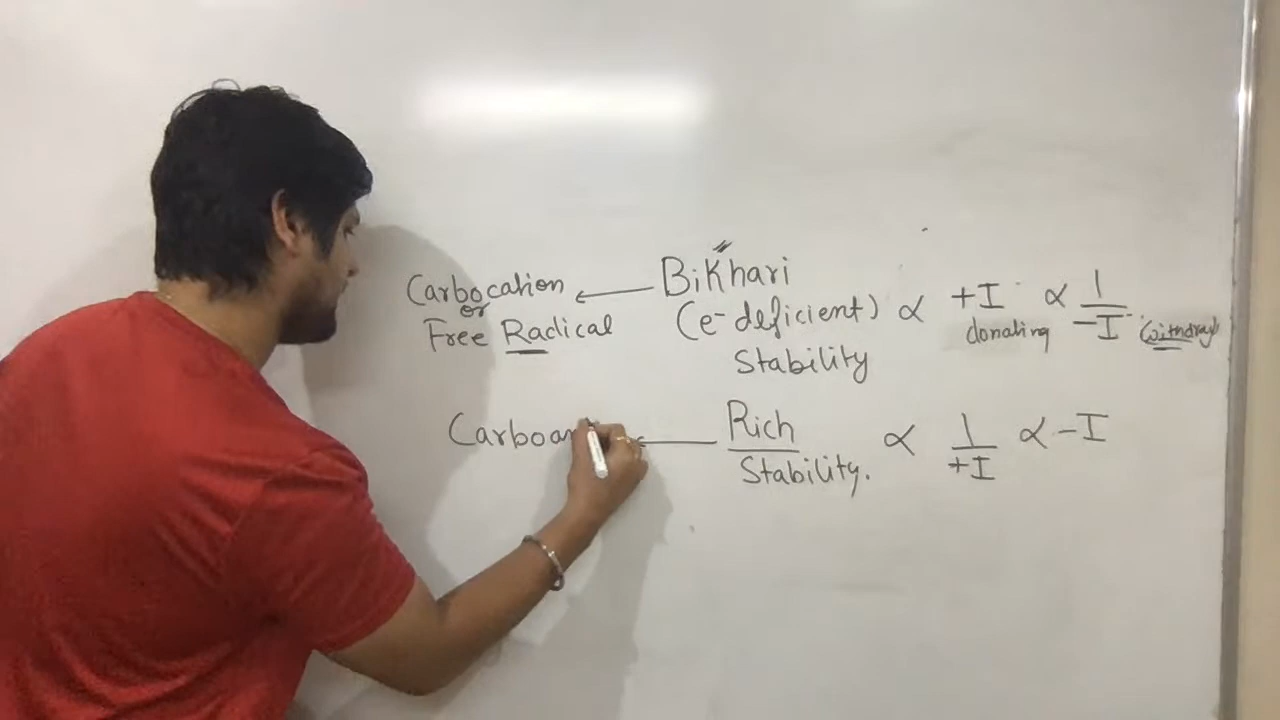 Carbocation ← BiKhari
or
Free Radical (e⁻ deficient) ∝ +I ∝ 1/-I
Stability donating
Carboan ← Rich ∝ 1/+I ∝ -I
Stability.